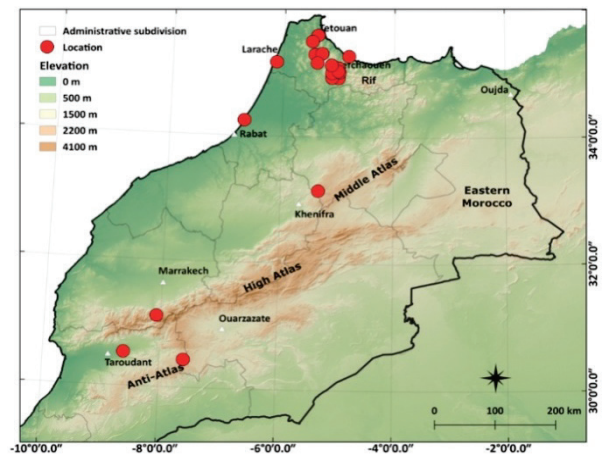 Administrative subdivision
Location
Elevation
0 m
500 m
1500 m
2200 m
4100 m
Tetouan
Larache
Rif
Oujda
Rabat
Middle Atlas
Khenifra
Eastern
Morocco
Marrakech
High Atlas
Ouarzazate
Taroudant
Anti-Atlas
34°0'0.0"
32°0'0.0"
30°0'0.0"
0 100 200 km
-10°0'0.0" -8°0'0.0" -6°0'0.0" -4°0'0.0" -2°0'0.0"